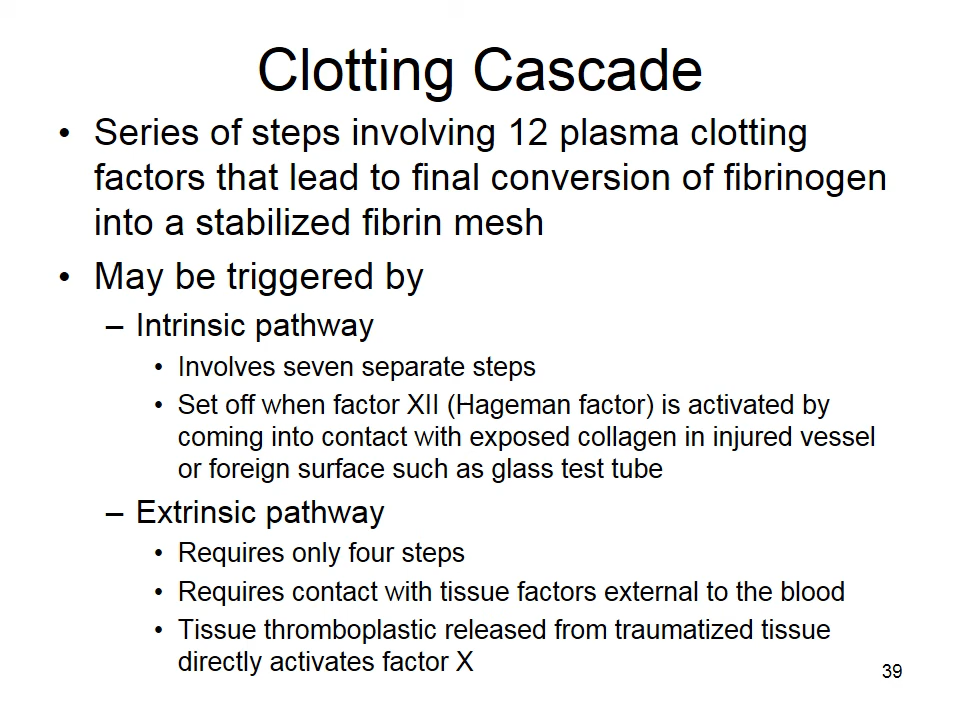 Clotting Cascade
• Series of steps involving 12 plasma clotting
factors that lead to final conversion of fibrinogen
into a stabilized fibrin mesh
• May be triggered by
– Intrinsic pathway
• Involves seven separate steps
• Set off when factor XII (Hageman factor) is activated by
coming into contact with exposed collagen in injured vessel
or foreign surface such as glass test tube
– Extrinsic pathway
• Requires only four steps
• Requires contact with tissue factors external to the blood
• Tissue thromboplastic released from traumatized tissue
directly activates factor X
39